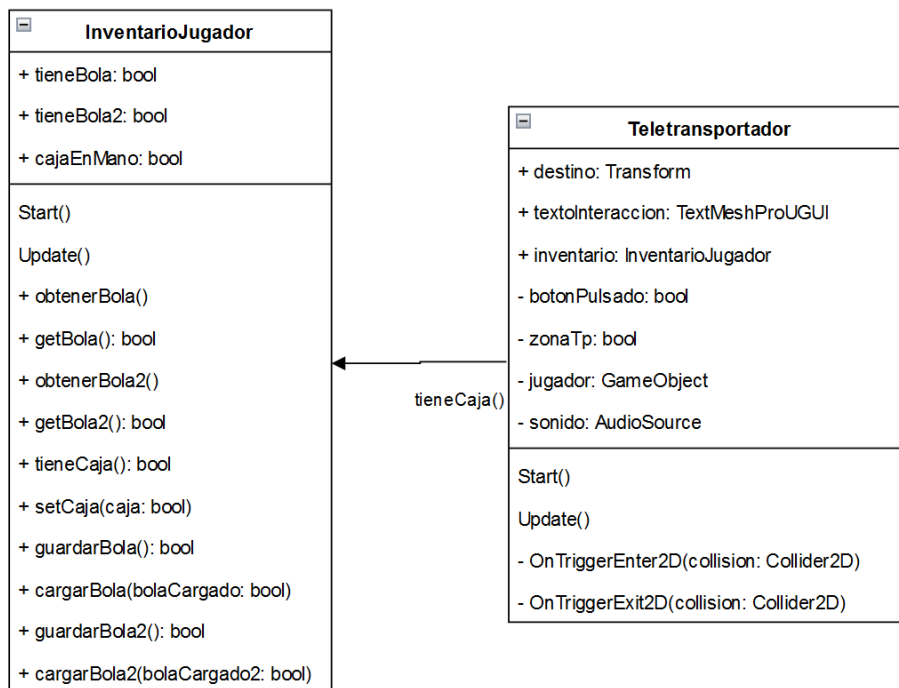 InventarioJugador
+ tieneBola: bool
+ tieneBola2: bool
+ cajaEnMano: bool
Start()
Update()
+ obtenerBola()
+ getBola(): bool
+ obtenerBola2()
+ getBola2(): bool
+ tieneCaja(): bool
+ setCaja(caja: bool)
+ guardarBola(): bool
+ cargarBola(bolaCargado: bool)
+ guardarBola2(): bool
+ cargarBola2(bolaCargado2: bool)
tieneCaja()
Teletransportador
+ destino: Transform
+ textoInteraccion: TextMeshProUGUI
+ inventario: InventarioJugador
- botonPulsado: bool
- zonaTp: bool
- jugador: GameObject
- sonido: AudioSource
Start()
Update()
- OnTriggerEnter2D(collision: Collider2D)
- OnTriggerExit2D(collision: Collider2D)